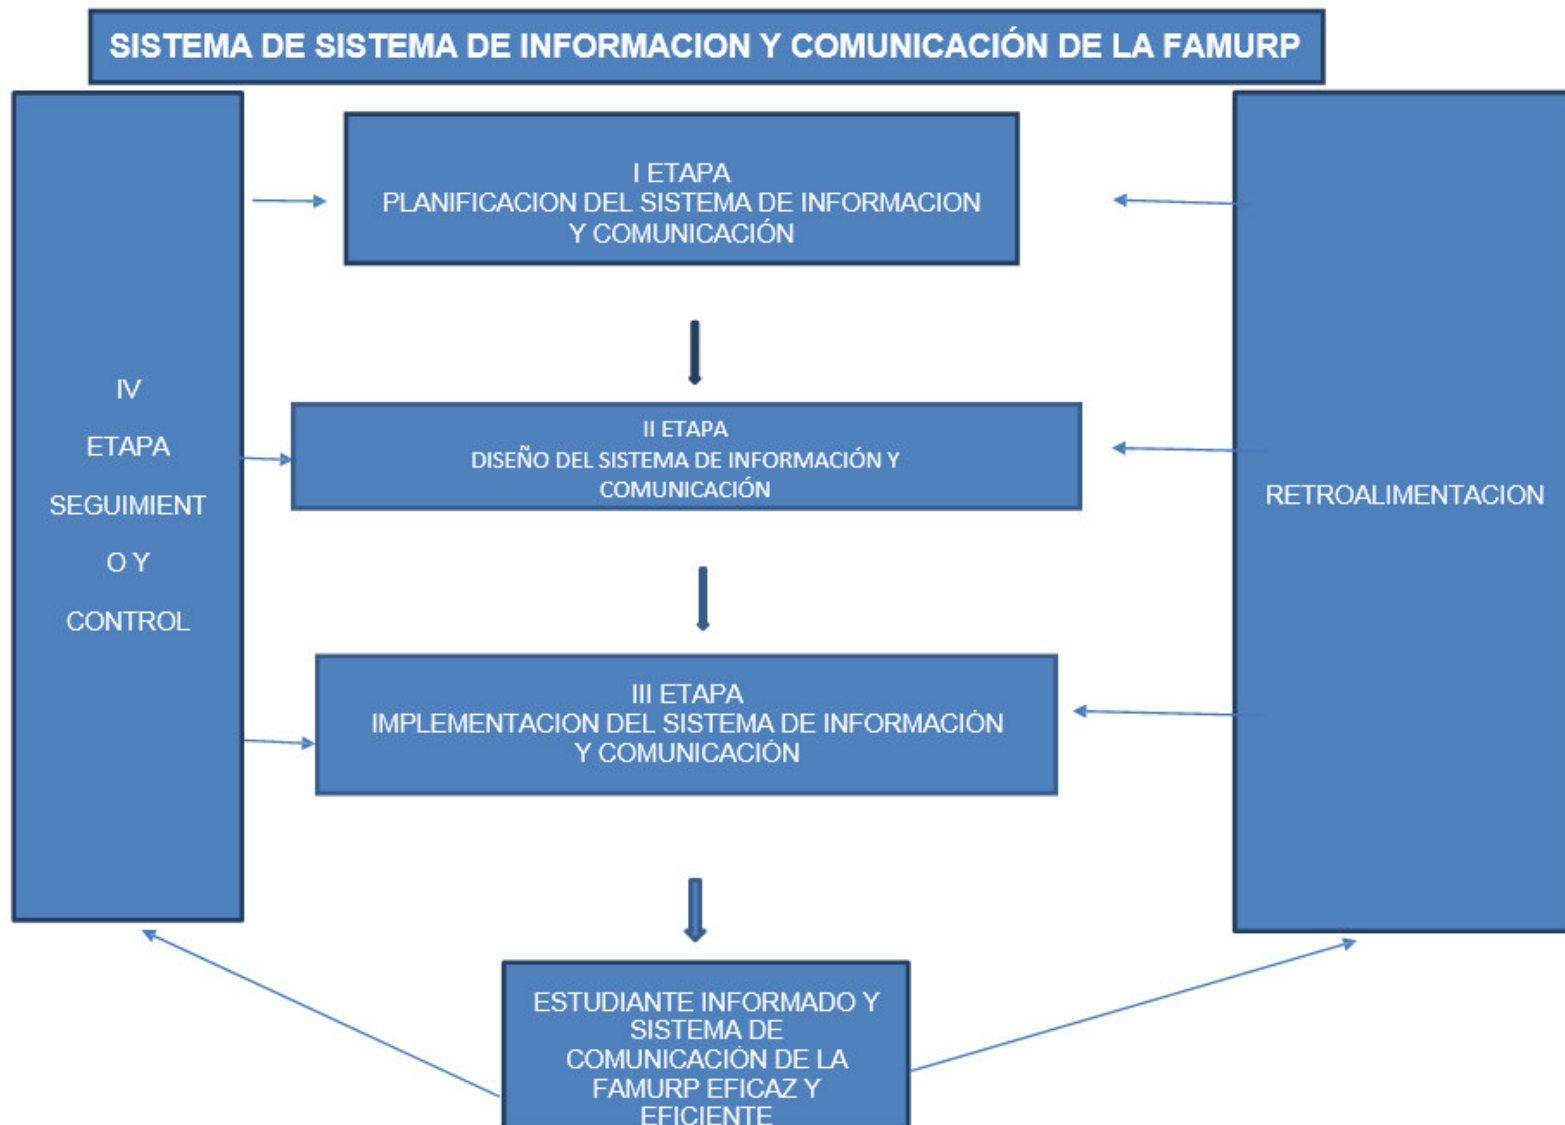 SISTEMA DE SISTEMA DE INFORMACION Y COMUNICACIÓN DE LA FAMURP
I ETAPA
PLANIFICACION DEL SISTEMA DE INFORMACION
Y COMUNICACIÓN
IV
ETAPA
SEGUIMIENT
O Y
CONTROL
II ETAPA
DISEÑO DEL SISTEMA DE INFORMACIÓN Y
COMUNICACIÓN
RETROALIMENTACION
III ETAPA
IMPLEMENTACION DEL SISTEMA DE INFORMACIÓN
Y COMUNICACIÓN
ESTUDIANTE INFORMADO Y
SISTEMA DE
COMUNICACIÓN DE LA
FAMURP EFICAZ Y
EFICIENTE